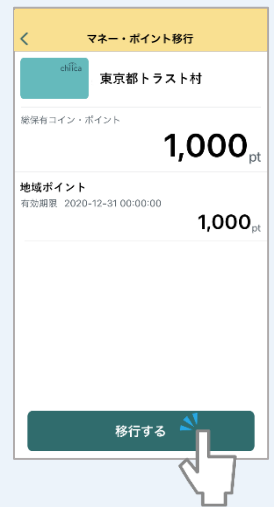 マネー・ポイント移行
chiica
東京都トラスト村
総保有コイン・ポイント
1,000pt
地域ポイント
有効期限 2020-12-31 00:00:00
1,000pt
移行する